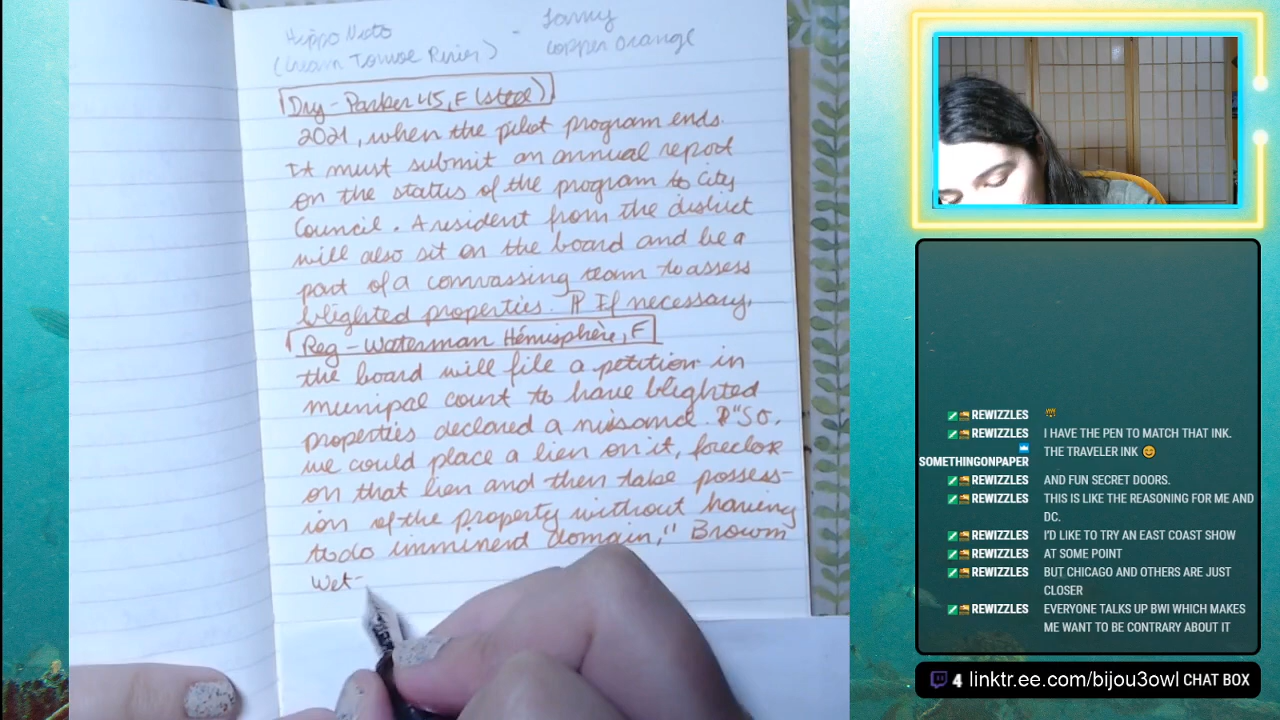 Hippo Noto - Lamy
(Cream Tomoe River) copper orange
Dry - Parker 45, F (steel)
2021, when the pilot program ends.
It must submit an annual report
on the status of the program to City
Council. A resident from the district
will also sit on the board and be a
part of a convassing team to assess
blighted properties. ¶ If necessary,
Reg - Waterman Hémisphère, F
the board will file a petition in
munipal court to have blighted
properties declared a . ¶ "So,
we could place a lien on it, foreclose
on that lien and then take possess-
ion of the property without having
to do imminent domain," Brown
Wet-
REWIZZLES
REWIZZLES I HAVE THE PEN TO MATCH THAT INK.
SOMETHINGONPAPER THE TRAVELER INK
REWIZZLES AND FUN SECRET DOORS.
REWIZZLES THIS IS LIKE THE REASONING FOR ME AND
DC.
REWIZZLES I'D LIKE TO TRY AN EAST COAST SHOW
REWIZZLES AT SOME POINT
REWIZZLES BUT CHICAGO AND OTHERS ARE JUST
CLOSER
REWIZZLES EVERYONE TALKS UP BWI WHICH MAKES
ME WANT TO BE CONTRARY ABOUT IT
4 linktr.ee.com/bijou3owl CHAT BOX